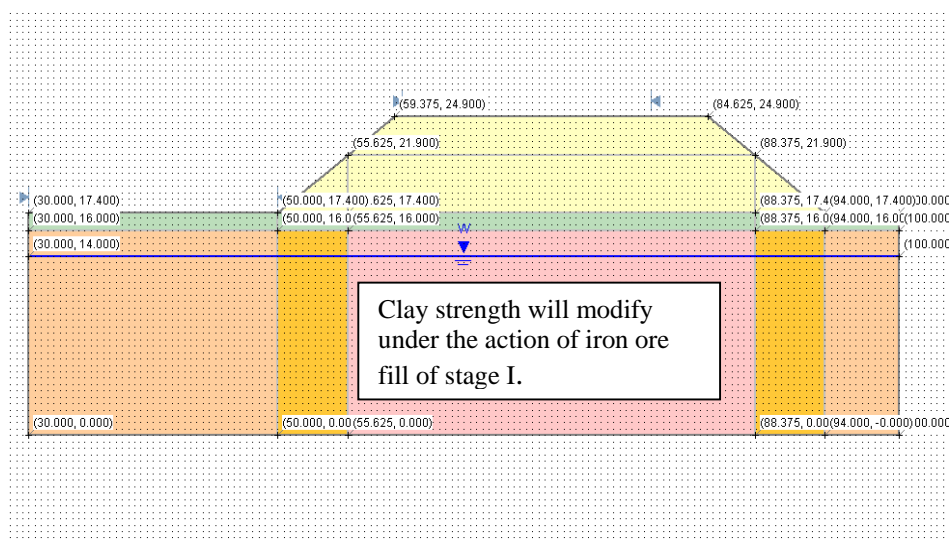 (59.375, 24.900) (84.625, 24.900)
(55.625, 21.900) (88.375, 21.900)
(30.000, 17.400) (50.000, 17.400) .625, 17.400) (88.375, 17.4 (94.000, 17.400) 00.000
(30.000, 16.000) (50.000, 16.0 (55.625, 16.000) (88.375, 16.0 (94.000, 16.00 (100.000
W
(30.000, 14.000) (100.000
Clay strength will modify
under the action of iron ore
fill of stage I.
(30.000, 0.000) (50.000, 0.00 (55.625, 0.000) (88.375, 0.00 (94.000, -0.000) 00.000